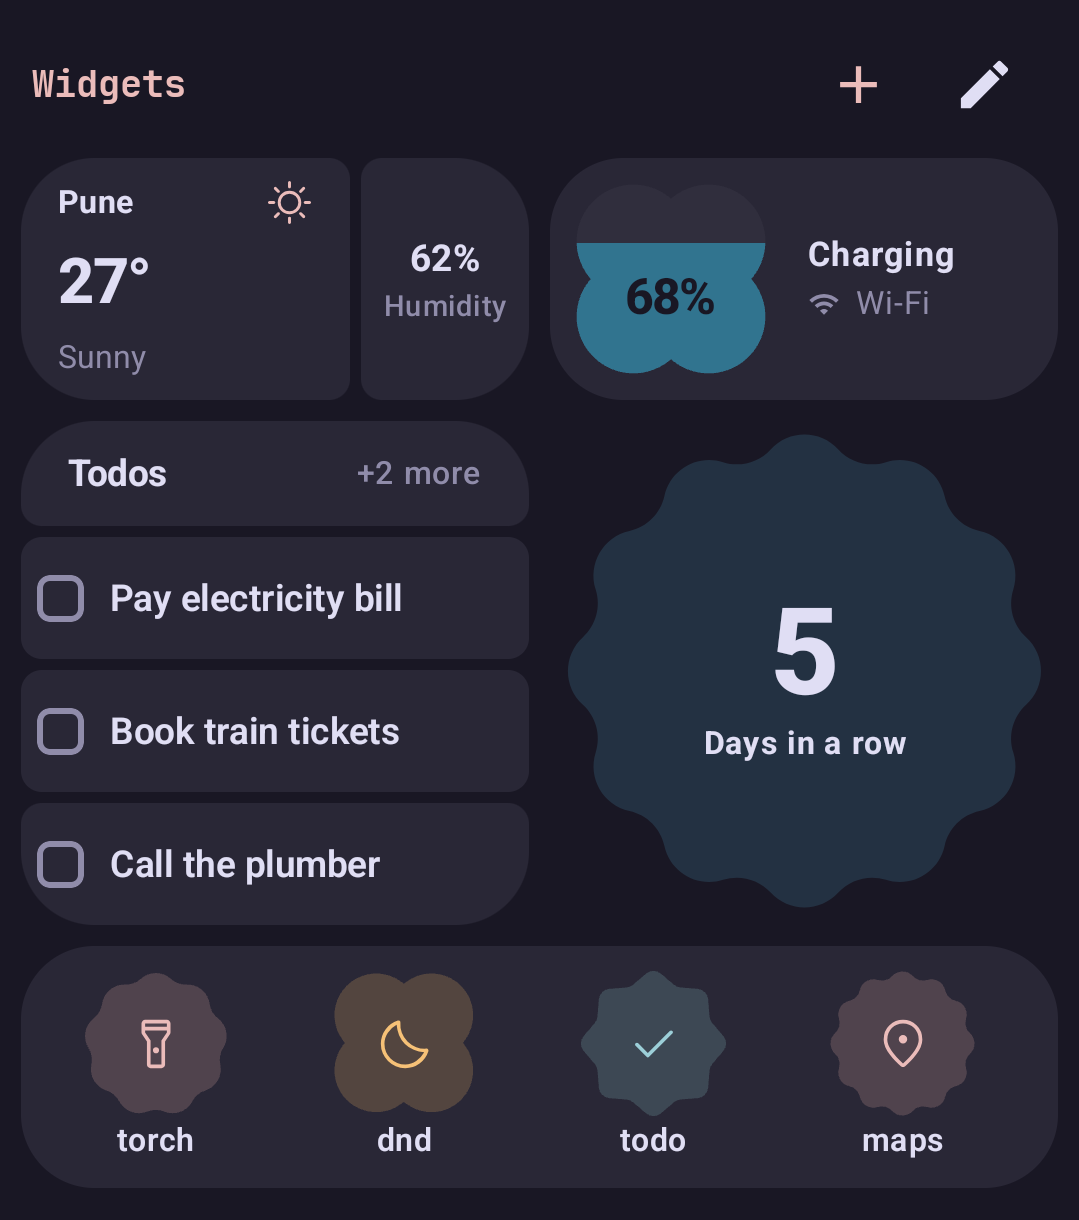 Widgets
Pune
27°
Sunny
62%
Humidity
68%
Charging
Wi-Fi
Todos
+2 more
Pay electricity bill
Book train tickets
Call the plumber
5
Days in a row
torch
dnd
todo
maps